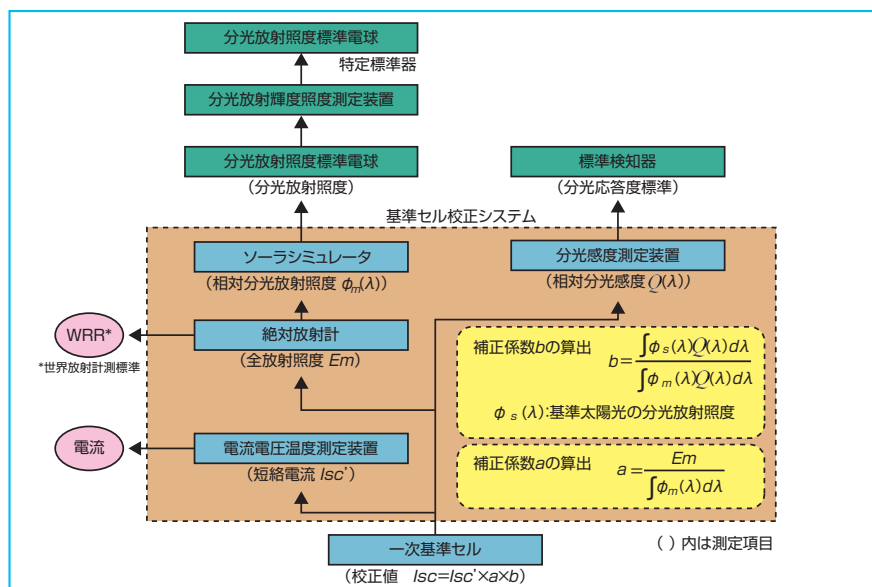 分光放射照度標準電球
特定標準器
分光放射輝度照度測定装置
分光放射照度標準電球
(分光放射照度)
標準検知器
(分光応答度標準)
基準セル校正システム
ソーラシミュレータ
(相対分光放射照度 ϕm(λ))
分光感度測定装置
(相対分光感度 Q(λ))
WRR*
*世界放射計測標準
絶対放射計
(全放射照度 Em)
補正係数bの算出 b=∫ϕs(λ)Q(λ)dλ/∫ϕm(λ)Q(λ)dλ
ϕs(λ):基準太陽光の分光放射照度
電流
電流電圧温度測定装置
(短絡電流 Isc')
補正係数aの算出 a=Em/∫ϕm(λ)dλ
一次基準セル
(校正値 Isc=Isc'×a×b)
( )内は測定項目